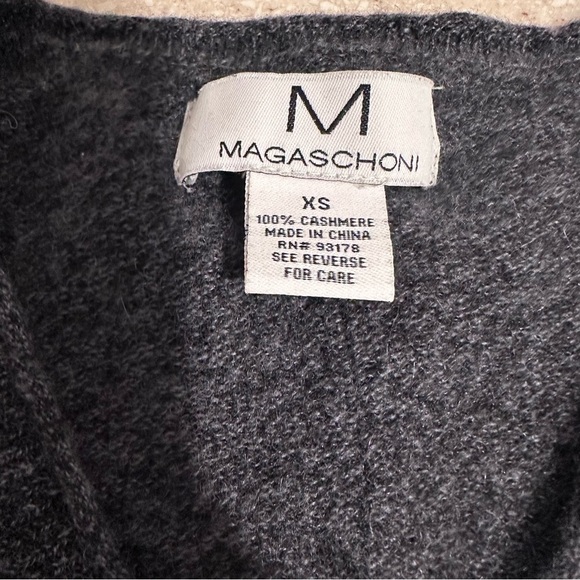 M
MAGASCHONI
XS
100% CASHMERE
MADE IN CHINA
RN# 93178
SEE REVERSE
FOR CARE